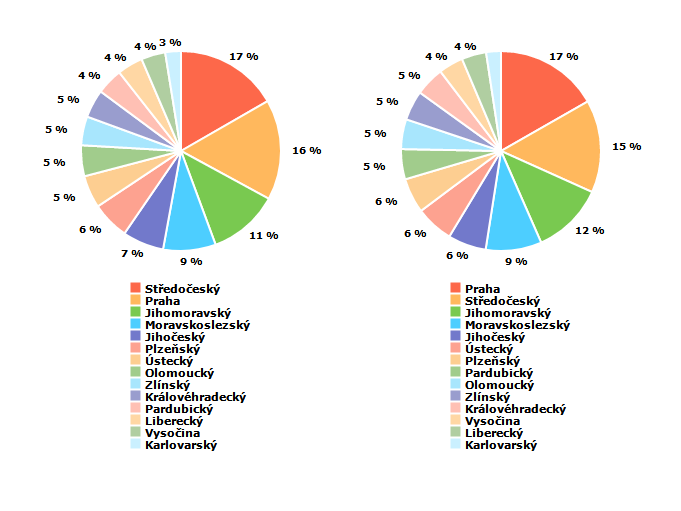 3 %
17 %
16 %
11 %
9 %
7 %
6 %
5 %
5 %
5 %
5 %
4 %
4 %
4 %
Středočeský
Praha
Jihomoravský
Moravskoslezský
Jihočeský
Plzeňský
Ústecký
Olomoucký
Zlínský
Královéhradecký
Pardubický
Liberecký
Vysočina
Karlovarský
17 %
15 %
12 %
9 %
6 %
6 %
6 %
5 %
5 %
5 %
5 %
4 %
4 %
Praha
Středočeský
Jihomoravský
Moravskoslezský
Jihočeský
Ústecký
Plzeňský
Pardubický
Olomoucký
Zlínský
Královéhradecký
Vysočina
Liberecký
Karlovarský